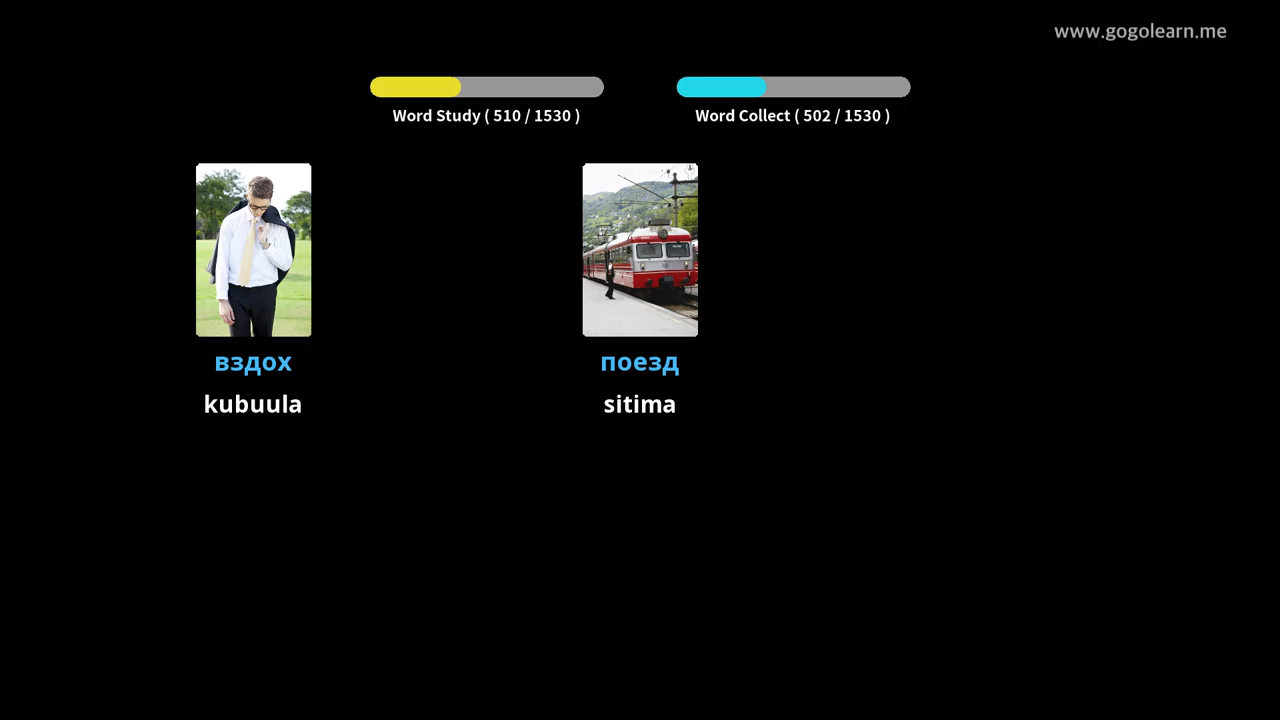 www.gogolearn.me
Word Study ( 510 / 1530 )
Word Collect ( 502 / 1530 )
вздох
поезд
kubuula
sitima